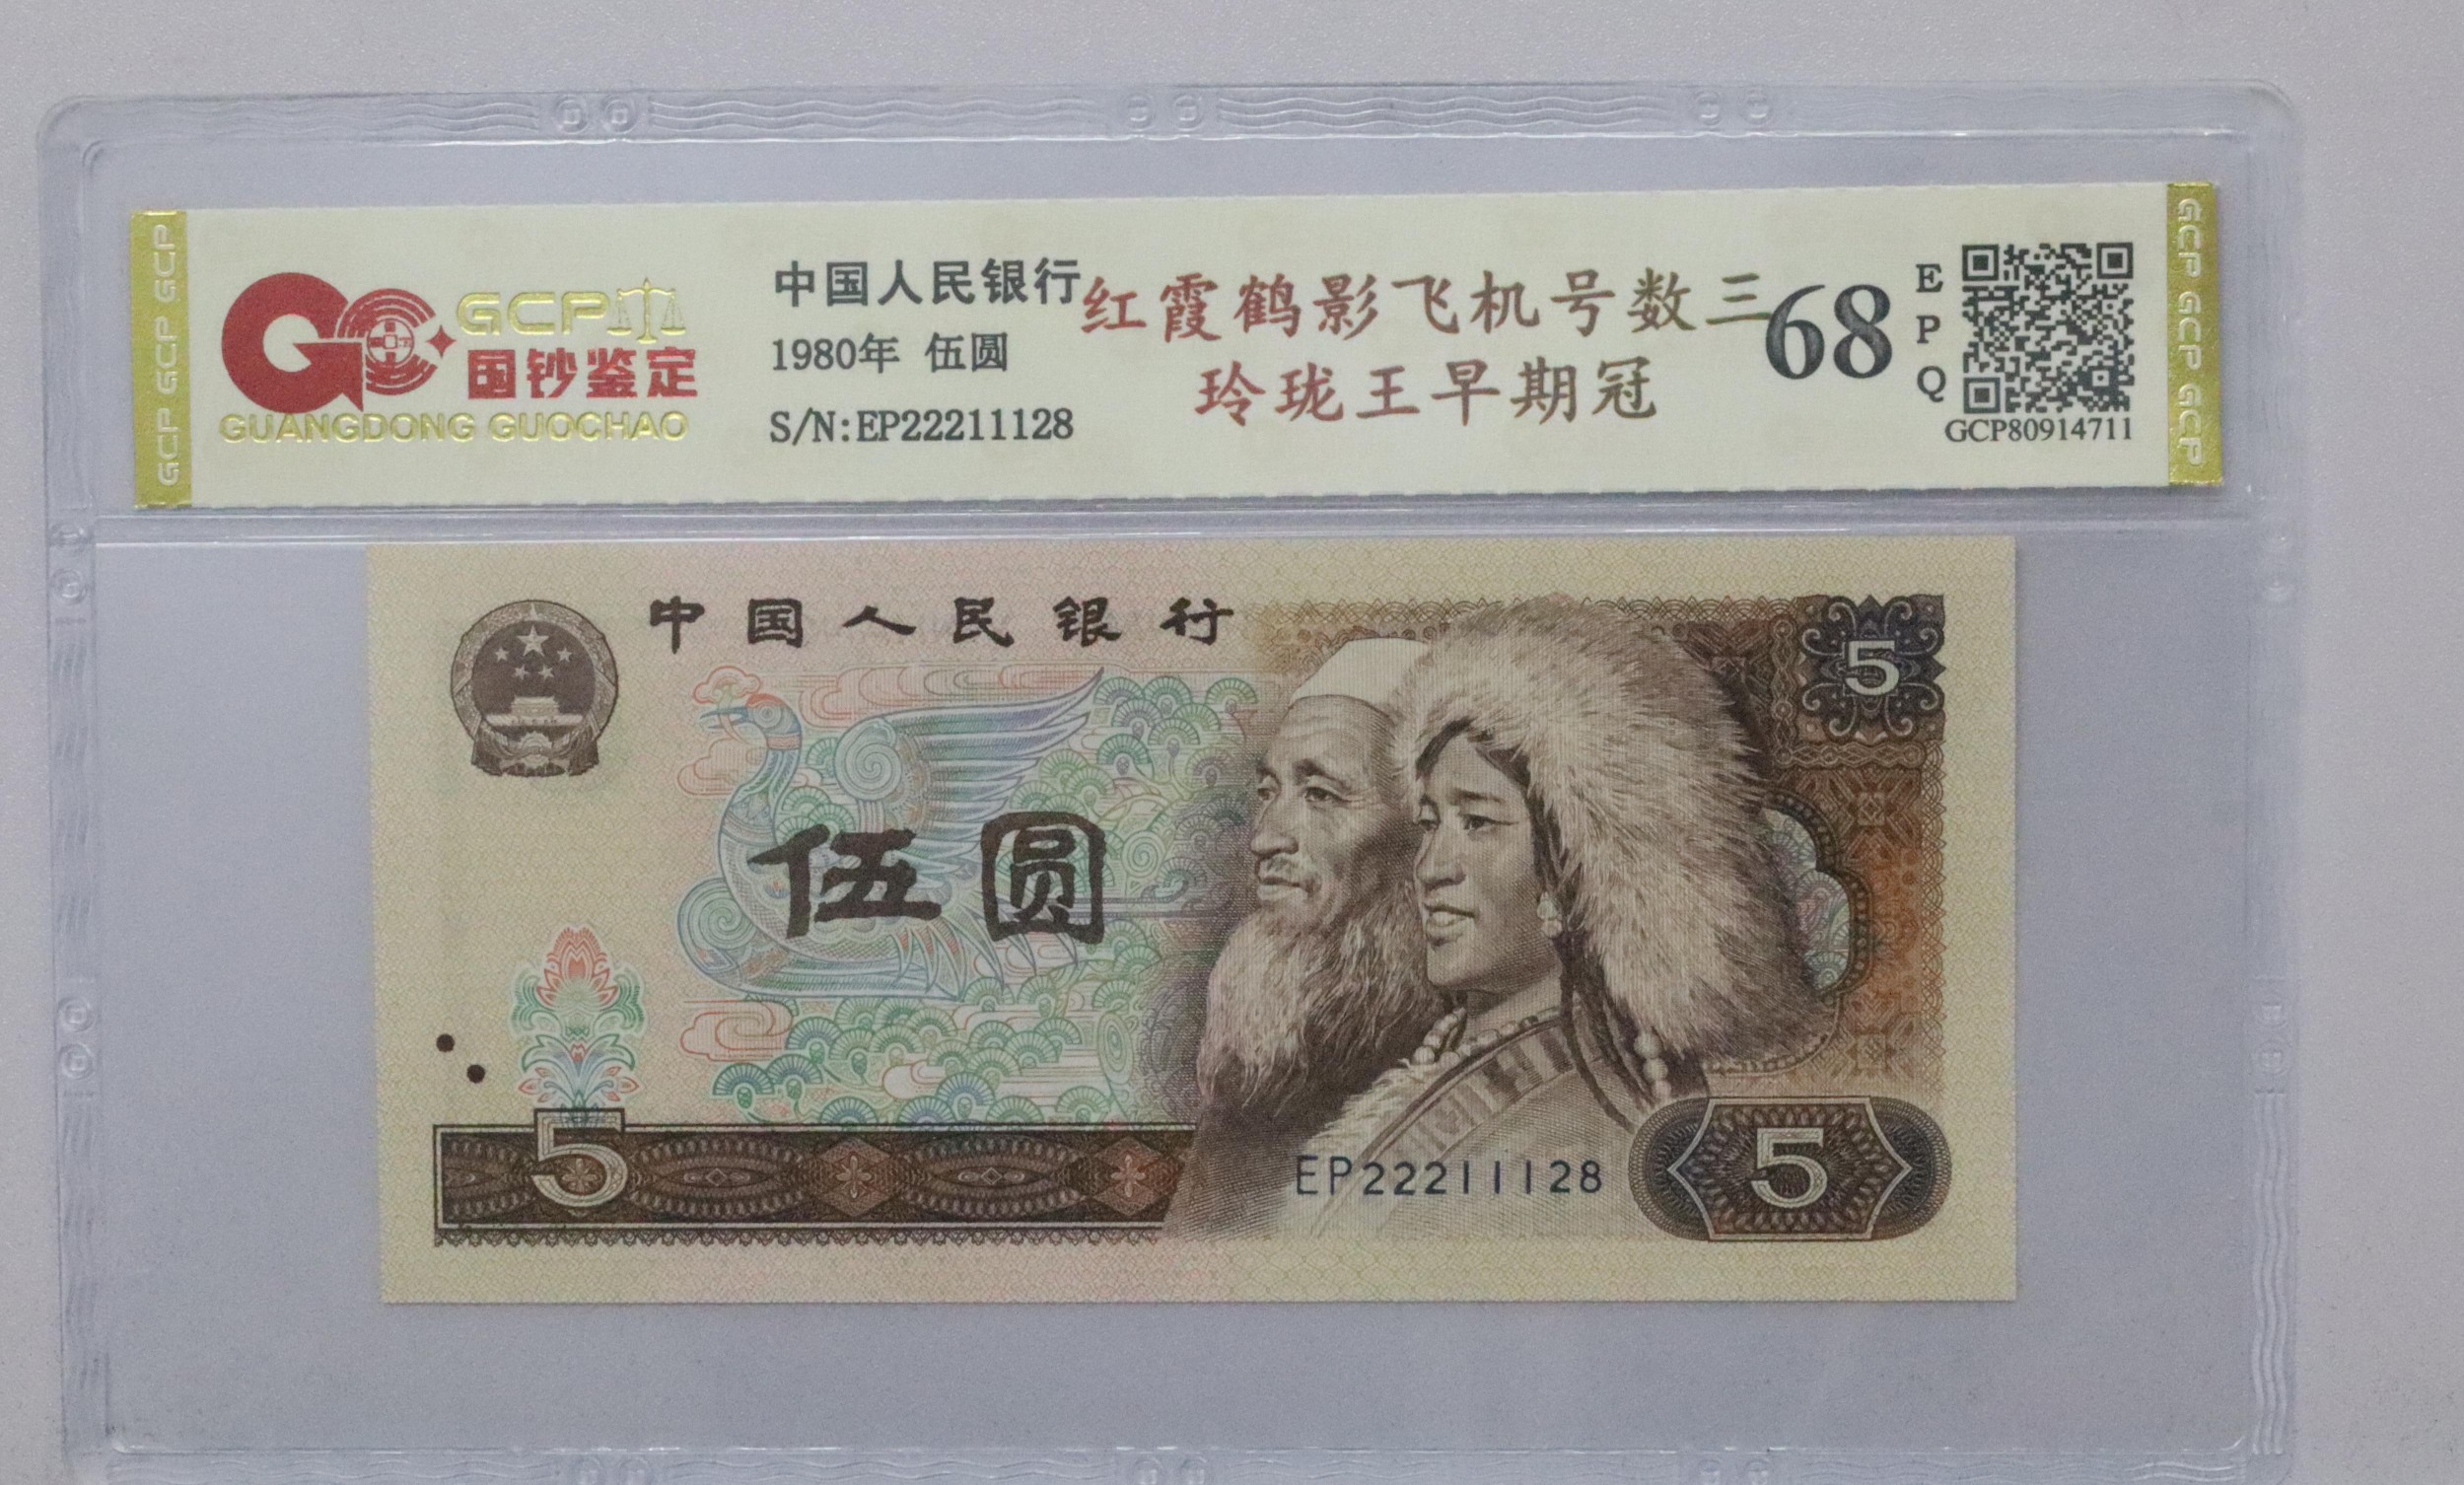 GCP GCP GCP
GCP
国钞鉴定
GUANGDONG GUOCHAO
中国人民银行
1980年 伍圆
S/N:EP22211128
红霞鹤影飞机号数三
玲珑王早期冠
68
E
P
Q
GCP80914711
GCP GCP GCP
中国人民银行
5
伍圆
5
EP22211128
5